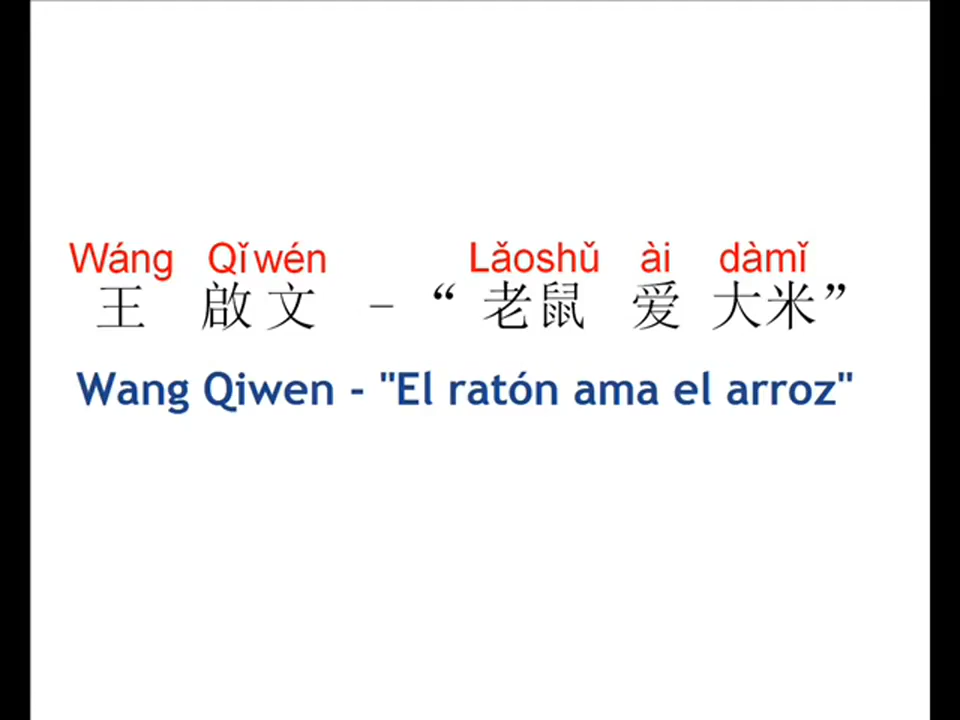 Wáng Qǐwén Lǎoshǔ ài dàmǐ
王 啟文 - “老鼠 爱 大米”
Wang Qiwen - "El ratón ama el arroz"